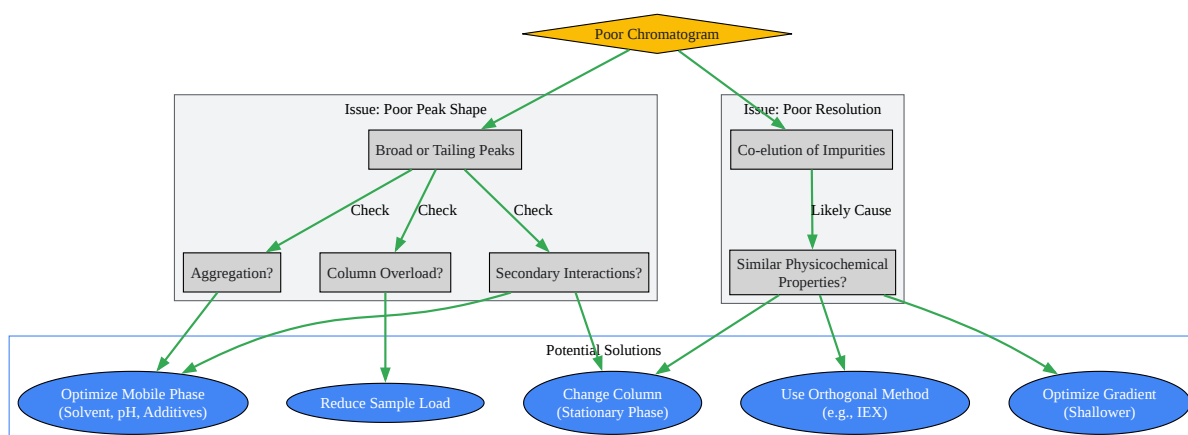 Poor Chromatogram
Issue: Poor Peak Shape
Issue: Poor Resolution
Broad or Tailing Peaks
Co-elution of Impurities
Check
Check
Check
Likely Cause
Aggregation?
Column Overload?
Secondary Interactions?
Similar Physicochemical
Properties?
Potential Solutions
Optimize Mobile Phase
(Solvent, pH, Additives)
Reduce Sample Load
Change Column
(Stationary Phase)
Use Orthogonal Method
(e.g., IEX)
Optimize Gradient
(Shallower)